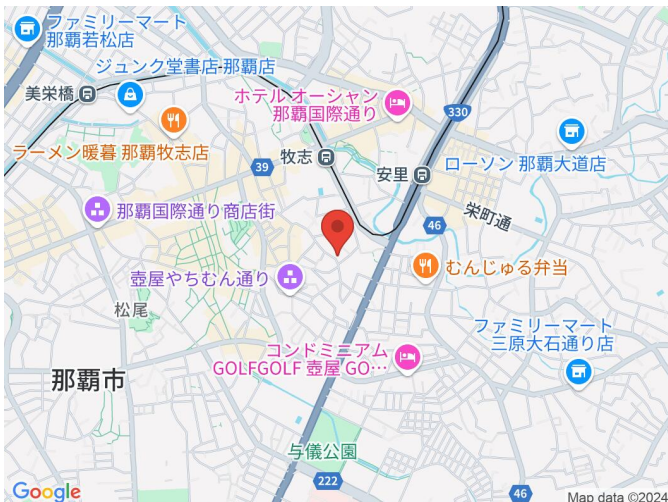 ファミリーマート
那覇若松店
ジュンク堂書店 那覇店
美栄橋
ホテル オーシャン
那覇国際通り
330
ラーメン暖暮 那覇牧志店
牧志
39
安里
ローソン 那覇大道店
栄町通
那覇国際通り商店街
46
壺屋やちむん通り
むんじゅる弁当
松尾
ファミリーマート
三原大石通り店
コンドミニアム
GOLFGOLF 壺屋 GO…
那覇市
与儀公園
222
46
Google
Map data ©2024